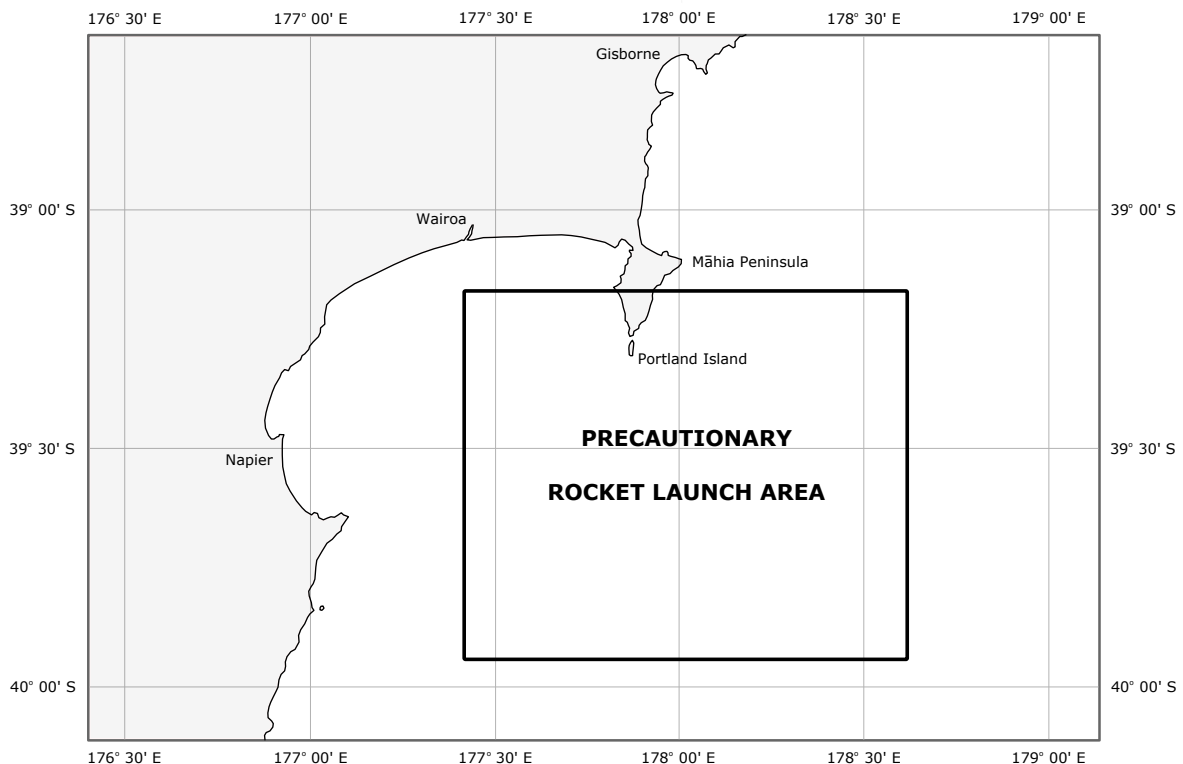 176° 30' E 177° 00' E 177° 30' E 178° 00' E 178° 30' E 179° 00' E
Gisborne
39° 00' S 39° 00' S
Wairoa
Māhia Peninsula
Portland Island
PRECAUTIONARY
39° 30' S 39° 30' S
Napier
ROCKET LAUNCH AREA
40° 00' S 40° 00' S
176° 30' E 177° 00' E 177° 30' E 178° 00' E 178° 30' E 179° 00' E